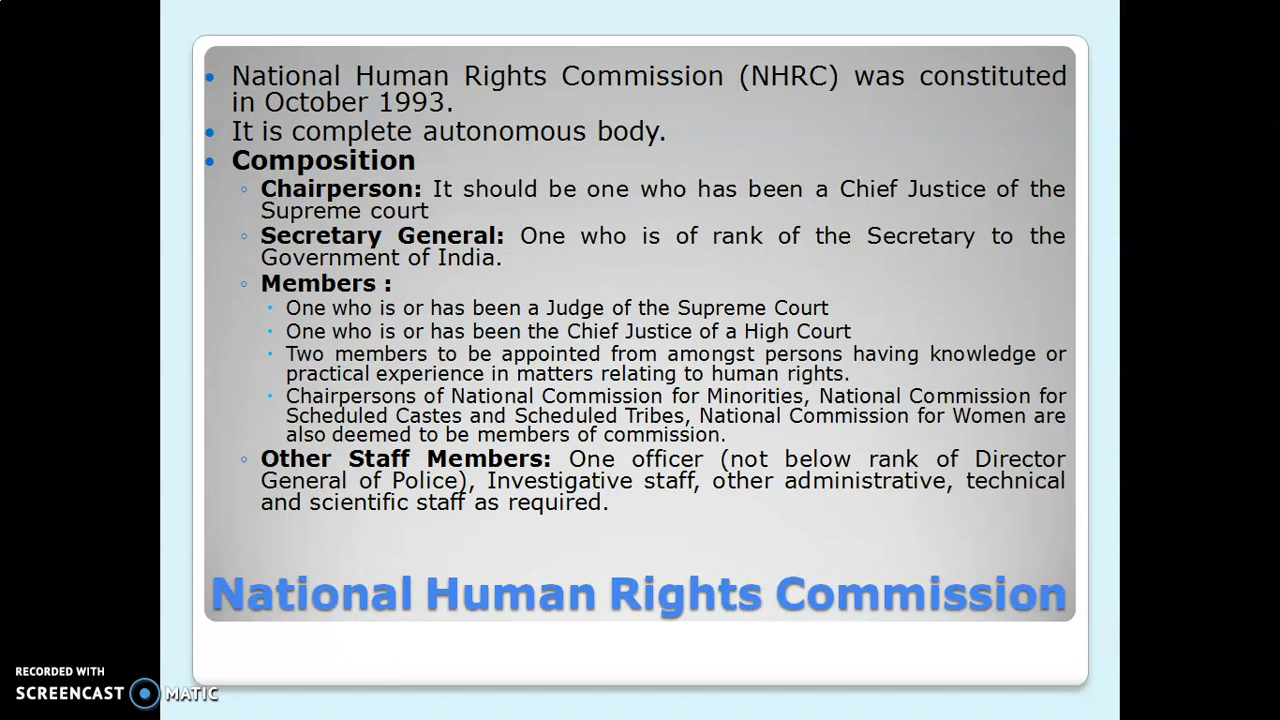 National Human Rights Commission (NHRC) was constituted
in October 1993.
It is complete autonomous body.
Composition
Chairperson: It should be one who has been a Chief Justice of the
Supreme court
Secretary General: One who is of rank of the Secretary to the
Government of India.
Members :
One who is or has been a Judge of the Supreme Court
One who is or has been the Chief Justice of a High Court
Two members to be appointed from amongst persons having knowledge or
practical experience in matters relating to human rights.
Chairpersons of National Commission for Minorities, National Commission for
Scheduled Castes and Scheduled Tribes, National Commission for Women are
also deemed to be members of commission.
Other Staff Members: One officer (not below rank of Director
General of Police), Investigative staff, other administrative, technical
and scientific staff as required.
National Human Rights Commission
RECORDED WITH
SCREENCAST MATIC